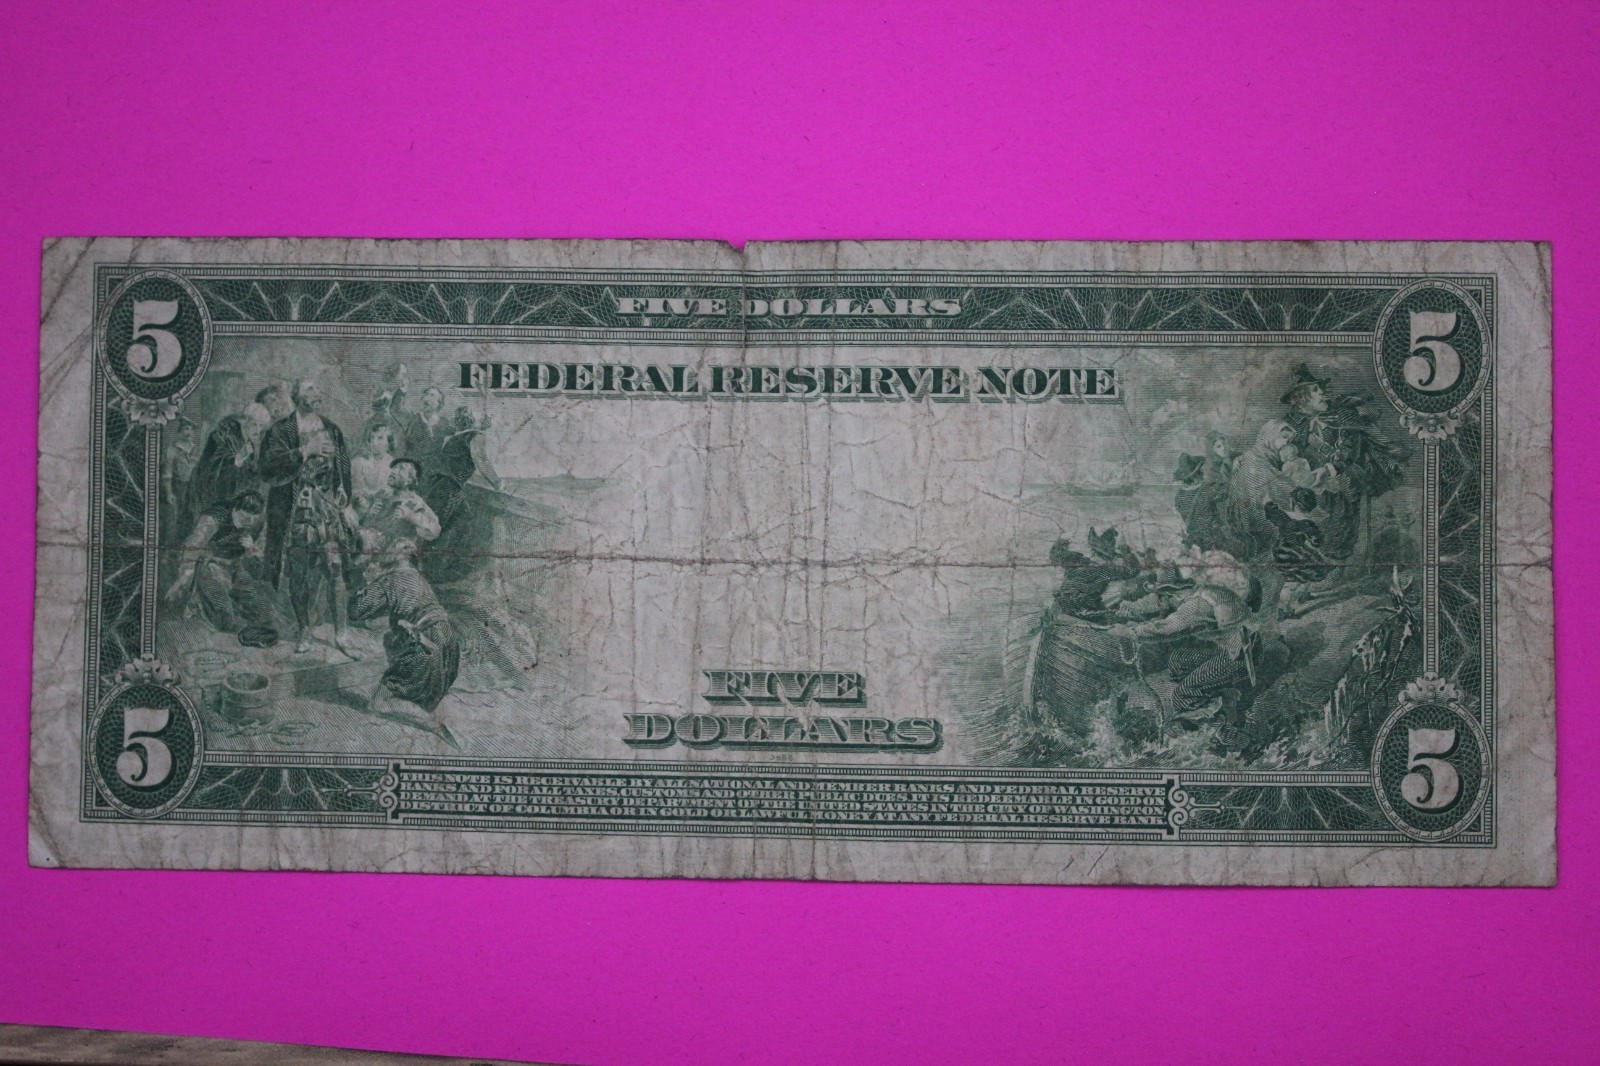 5 FIVE DOLLARS 5
FEDERAL RESERVE NOTE
FIVE
DOLLARS
5 5
THIS NOTE IS RECEIVABLE BY ALL NATIONAL AND MEMBER BANKS AND FEDERAL RESERVE
BANKS AND FOR ALL TAXES, CUSTOMS AND OTHER PUBLIC DUES. IT IS REDEEMABLE IN GOLD ON
DEMAND AT THE TREASURY DEPARTMENT OF THE UNITED STATES IN THE CITY OF WASHINGTON
DISTRICT OF COLUMBIA OR IN GOLD OR LAWFUL MONEY AT ANY FEDERAL RESERVE BANK.